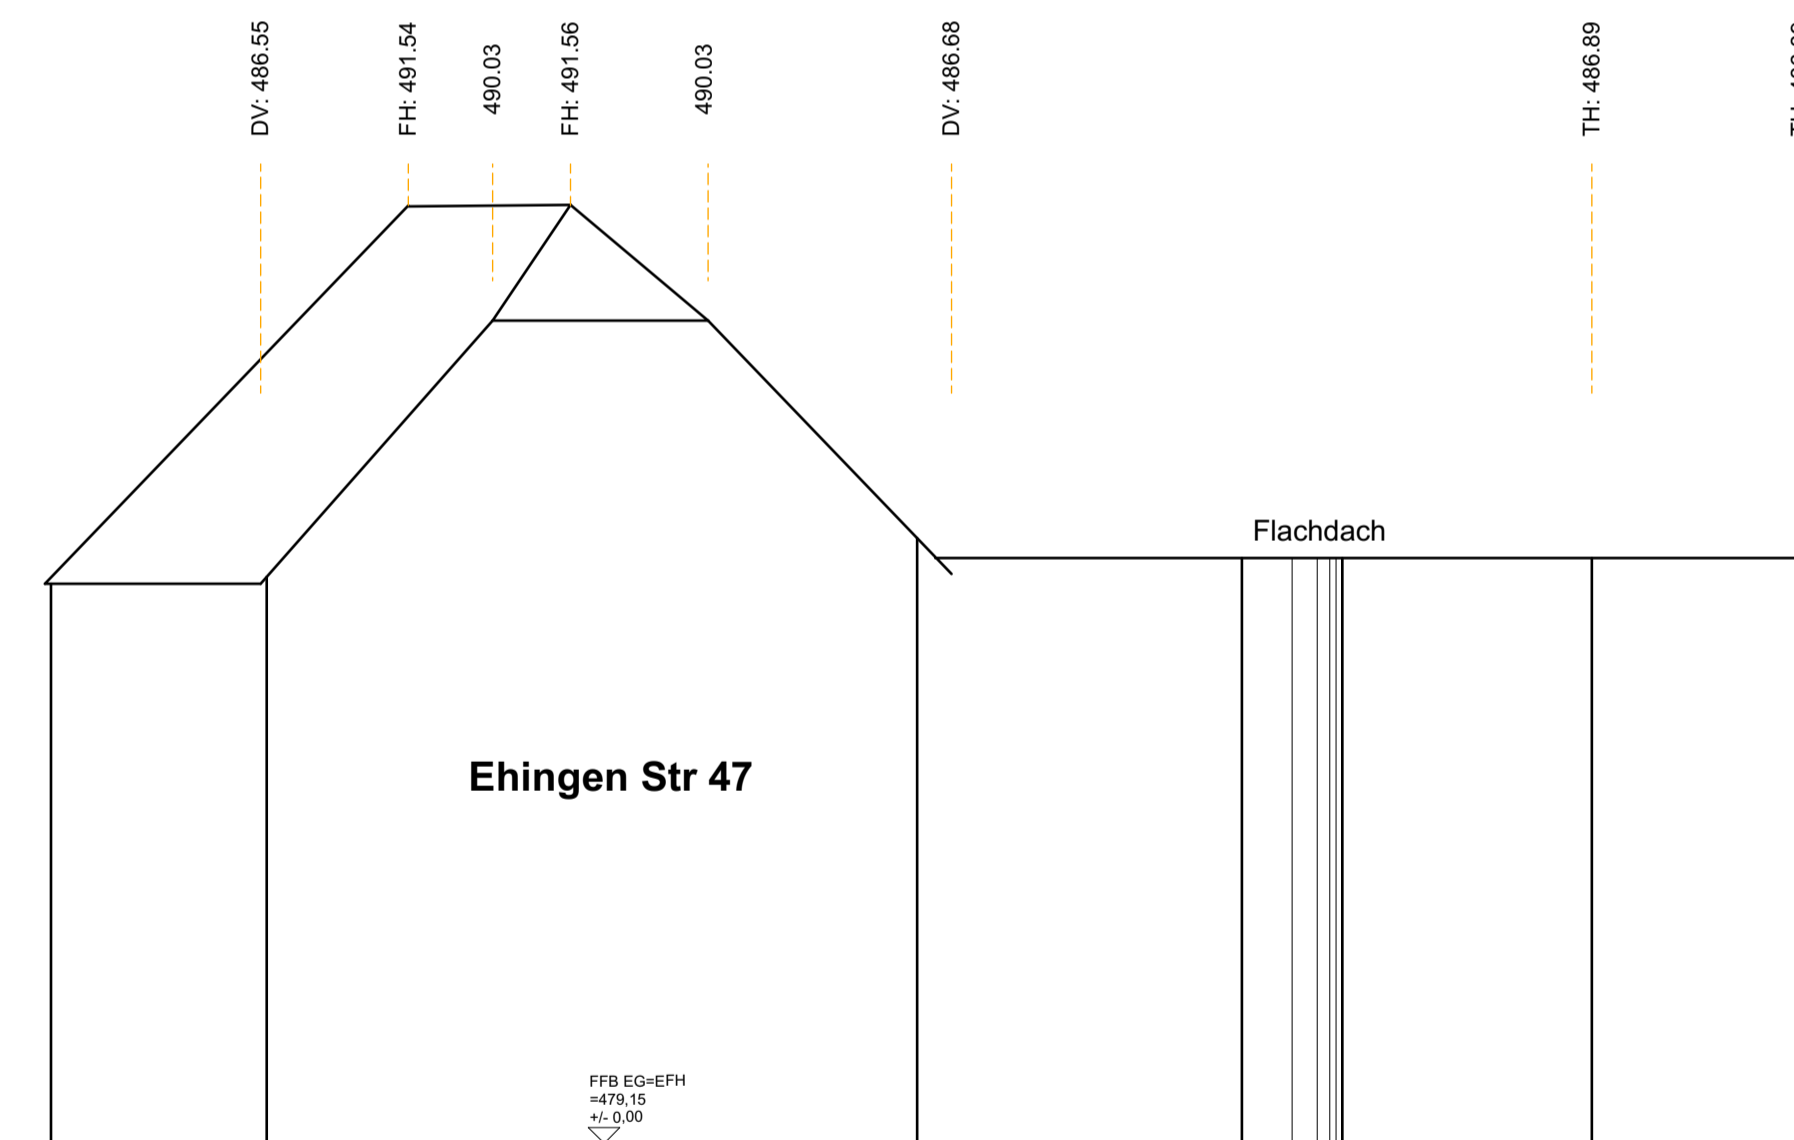 DV: 486.55
FH: 491.54
490.03
FH: 491.56
490.03
DV: 486.68
TH: 486.89
Flachdach
Ehingen Str 47
FFB EG=EFH
=479,15
+/- 0,00